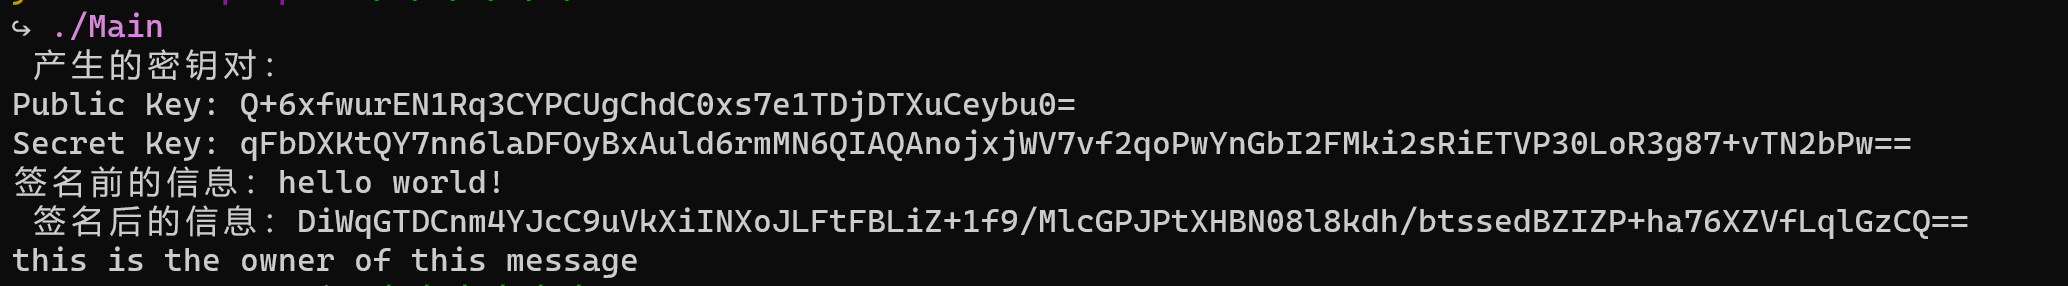 ↪ ./Main
产生的密钥对:
Public Key: Q+6xfwurEN1Rq3CYPCUgChdC0xs7e1TDjDTXuCeybu0=
Secret Key: qFbDXKtQY7nn6laDFOyBxAuld6rmMN6QIAQAnojxjWV7vf2qoPwYnGbI2FMki2sRiETVP30LoR3g87+vTN2bPw==
签名前的信息: hello world!
签名后的信息: DiWqGTDCnm4YJcC9uVkXiINXoJLFtFBLiZ+1f9/MlcGPJPtXHBN08l8kdh/btssedBZIZP+ha76XZVfLqlGzCQ==
this is the owner of this message